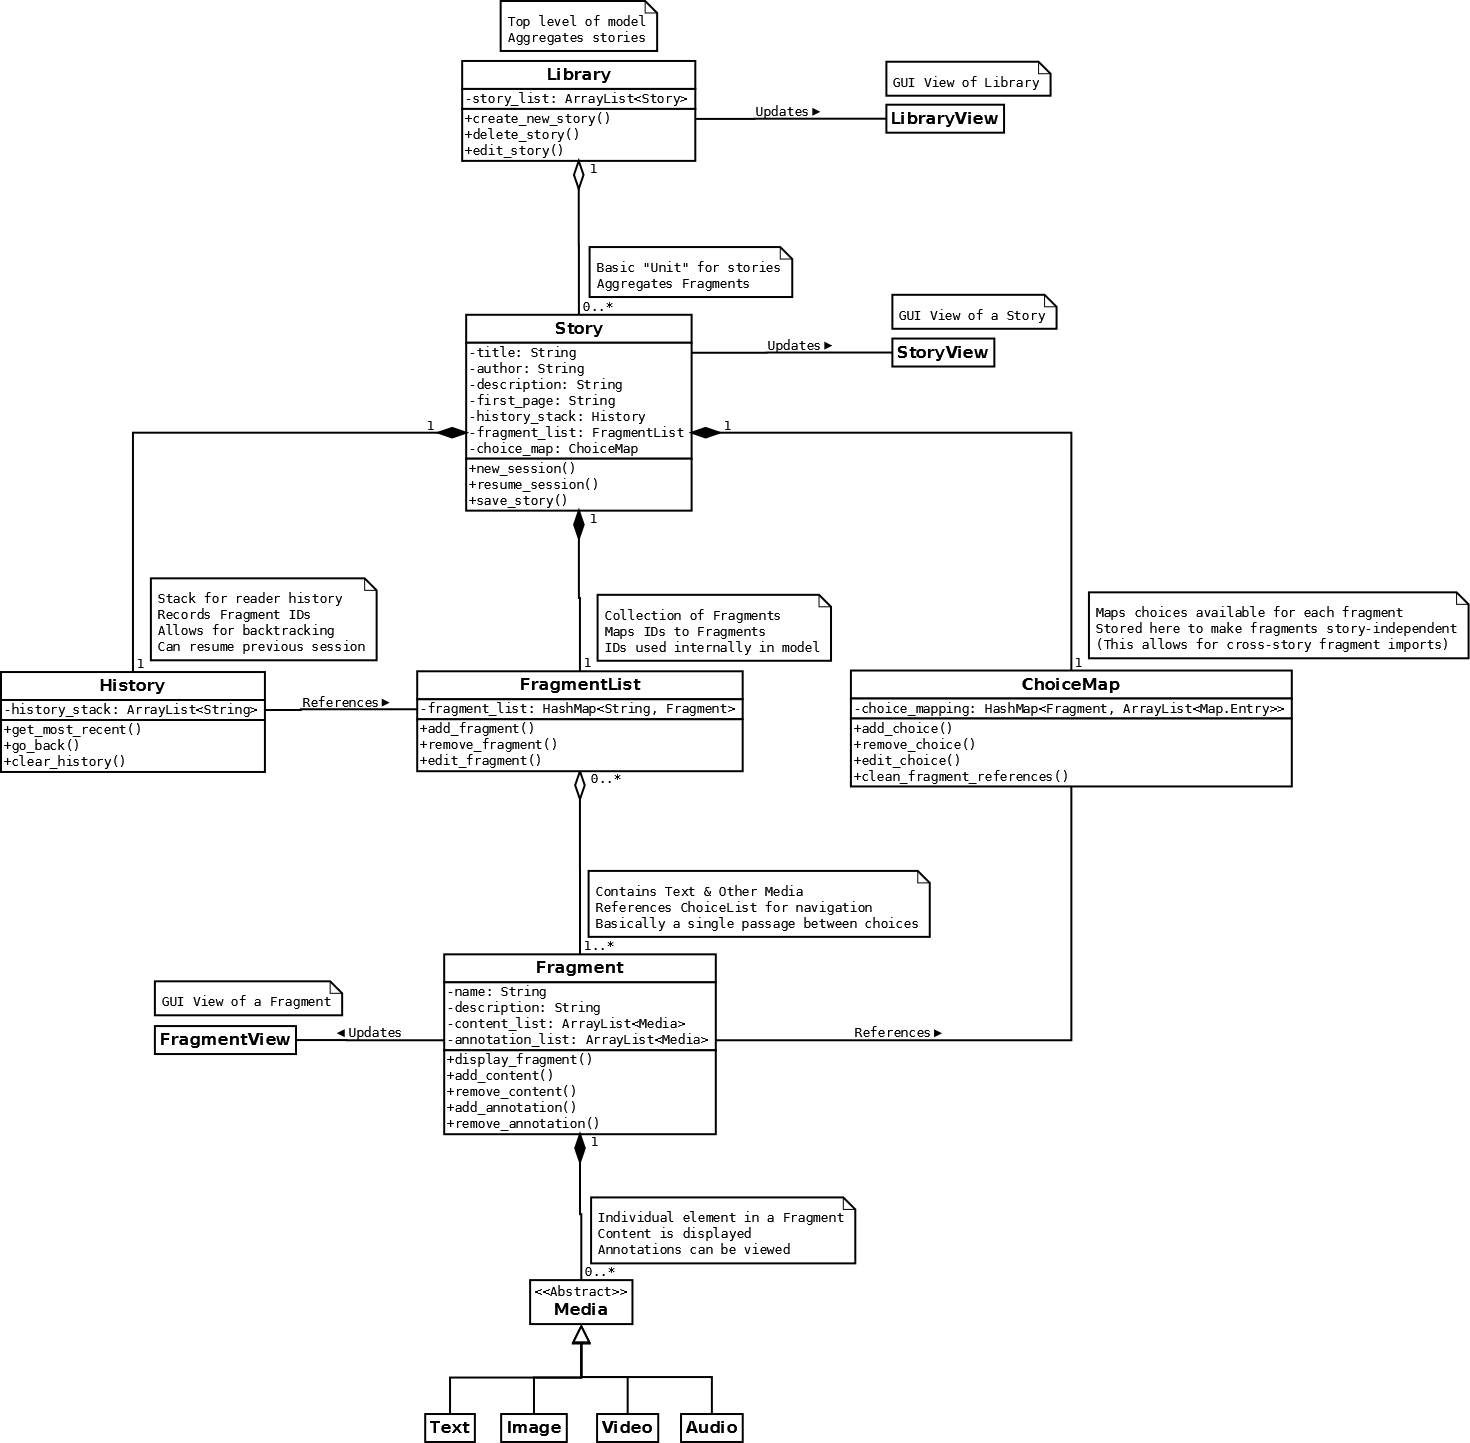 Top level of model
Aggregates stories
Library
-story_list: ArrayList<Story>
+create_new_story()
+delete_story()
+edit_story()
Updates ►
GUI View of Library
LibraryView
1
Basic "Unit" for stories
Aggregates Fragments
0..*
Story
-title: String
-author: String
-description: String
-first_page: String
-history_stack: History
-fragment_list: FragmentList
-choice_map: ChoiceMap
+new_session()
+resume_session()
+save_story()
Updates ►
GUI View of a Story
StoryView
1
1
1
Stack for reader history
Records Fragment IDs
Allows for backtracking
Can resume previous session
1
History
-history_stack: ArrayList<String>
+get_most_recent()
+go_back()
+clear_history()
References ►
Collection of Fragments
Maps IDs to Fragments
IDs used internally in model
1
FragmentList
-fragment_list: HashMap<String, Fragment>
+add_fragment()
+remove_fragment()
+edit_fragment()
Maps choices available for each fragment
Stored here to make fragments story-independent
(This allows for cross-story fragment imports)
1
ChoiceMap
-choice_mapping: HashMap<Fragment, ArrayList<Map.Entry>>
+add_choice()
+remove_choice()
+edit_choice()
+clean_fragment_references()
0..*
Contains Text & Other Media
References ChoiceList for navigation
Basically a single passage between choices
1..*
Fragment
-name: String
-description: String
-content_list: ArrayList<Media>
-annotation_list: ArrayList<Media>
+display_fragment()
+add_content()
+remove_content()
+add_annotation()
+remove_annotation()
GUI View of a Fragment
FragmentView
◄ Updates
References ►
1
Individual element in a Fragment
Content is displayed
Annotations can be viewed
0..*
<<Abstract>>
Media
Text
Image
Video
Audio